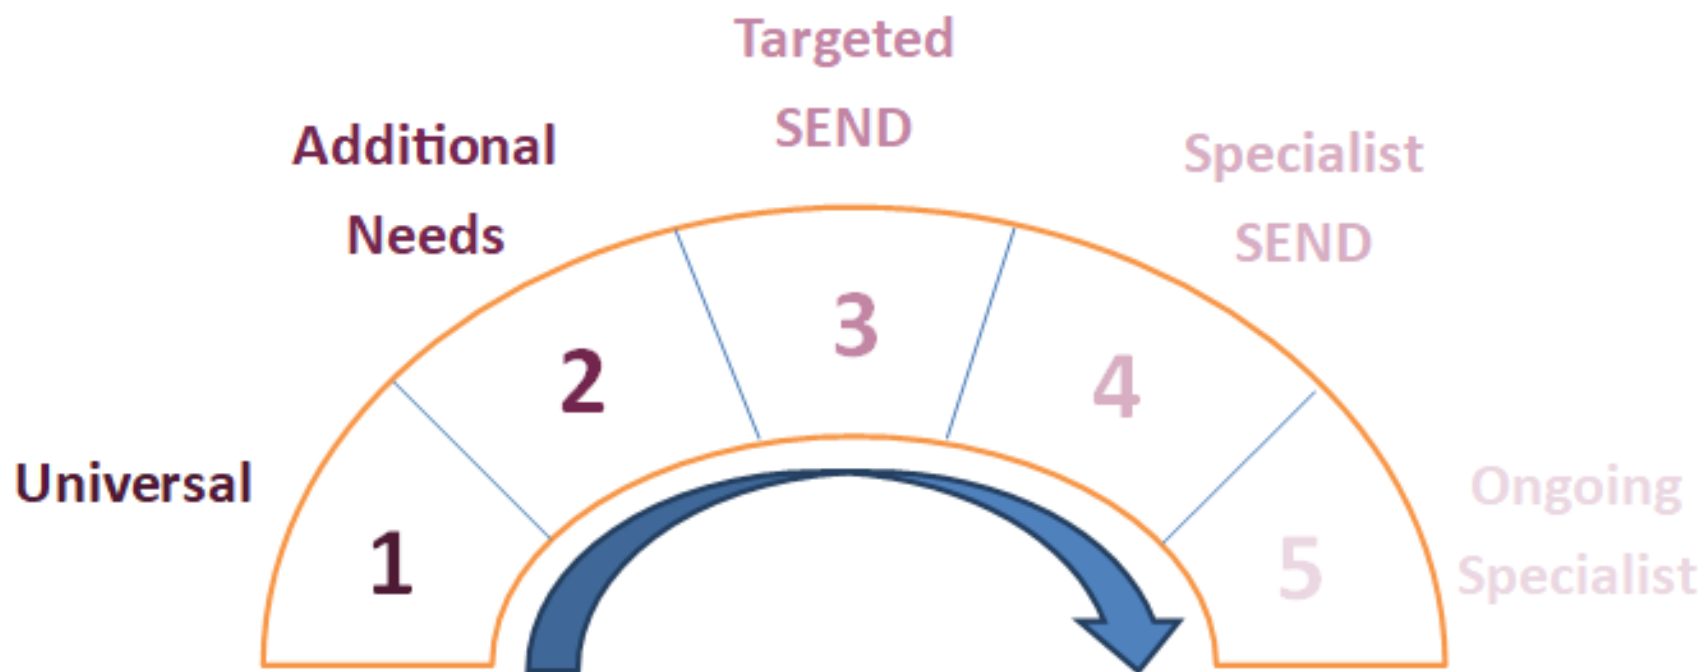 Universal
1
Additional
Needs
2
Targeted
SEND
3
Specialist
SEND
4
Ongoing
Specialist
5